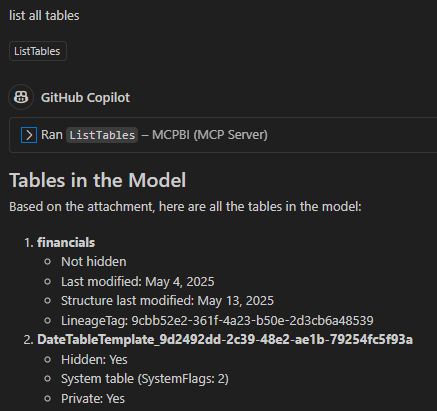 list all tables
ListTables
GitHub Copilot
Ran ListTables – MCPBI (MCP Server)
Tables in the Model
Based on the attachment, here are all the tables in the model:
1. financials
Not hidden
Last modified: May 4, 2025
Structure last modified: May 13, 2025
LineageTag: 9cbb52e2-361f-4a23-b50e-2d3cb6a48539
2. DateTableTemplate_9d2492dd-2c39-48e2-ae1b-79254fc5f93a
Hidden: Yes
System table (SystemFlags: 2)
Private: Yes